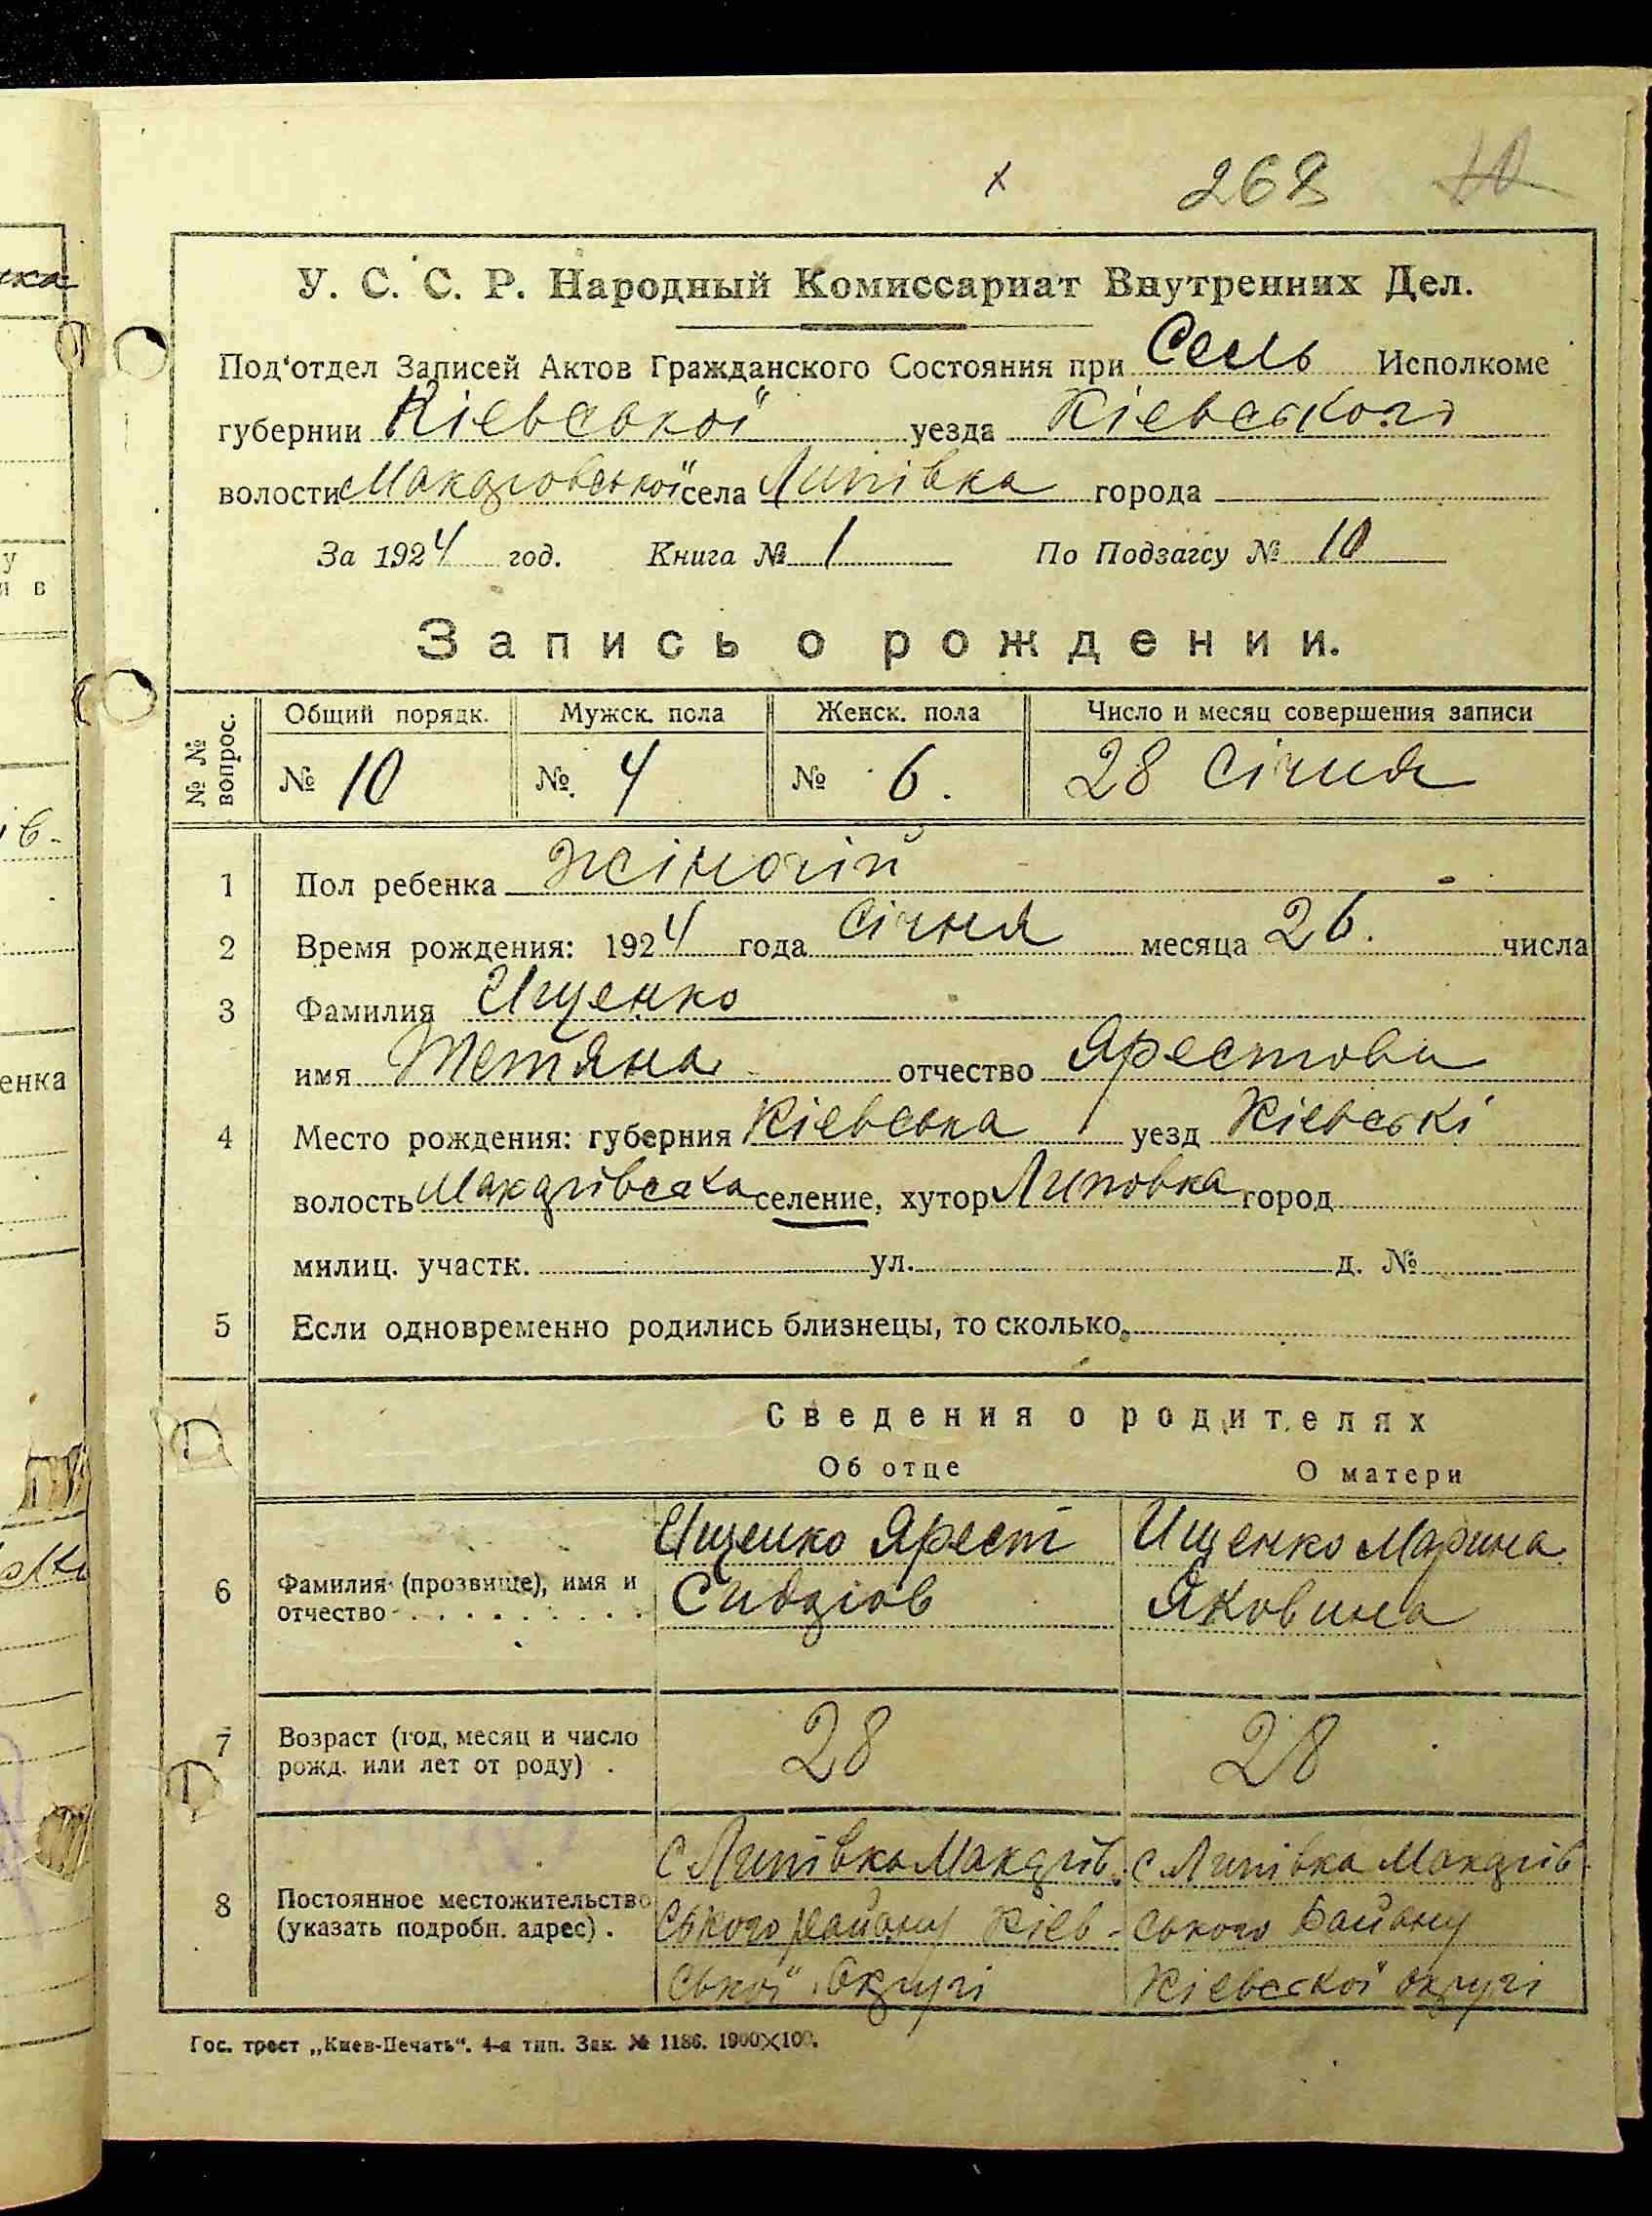 268
У. С. С. Р. Народный Комиссариат Внутренних Дел.
Под'отдел Записей Актов Гражданского Состояния при Сель Исполкоме
губернии Кіевської уезда Кіевського
волости Макаровської села Липівка города
За 1924 год. Книга № 1 По Подзагсу № 10
Запись о рождении.
№ № вопрос. Общий порядк. Мужск. пола Женск. пола Число и месяц совершения записи
№ 10 № 4 № 6. 28 січня
1 Пол ребенка жіночій
2 Время рождения: 1924 года січня месяца 26. числа
3 Фамилия Ищенко
имя Тетяна отчество Ярестова
4 Место рождения: губерния Кіевська уезд Кіевські
волость Макарівська селение, хутор Липовка город
милиц. участк. ул. д. №
5 Если одновременно родились близнецы, то сколько
Сведения о родителях
Об отце О матери
Ищенко Ярест Ищенко Марина
6 Фамилия (прозвище), имя и отчество Сидарів Яковина
7 Возраст (год, месяц и число рожд. или лет от роду) . 28 28
с Липівка Макарів с Липівка Макарів-
8 Постоянное местожительство (указать подробн. адрес) . ського району Кіев- ського району
ської Округі Кіевської округі
Гос. трест „Киев-Печать“. 4-я тип. Зак. № 1186. 1900×100.
енка